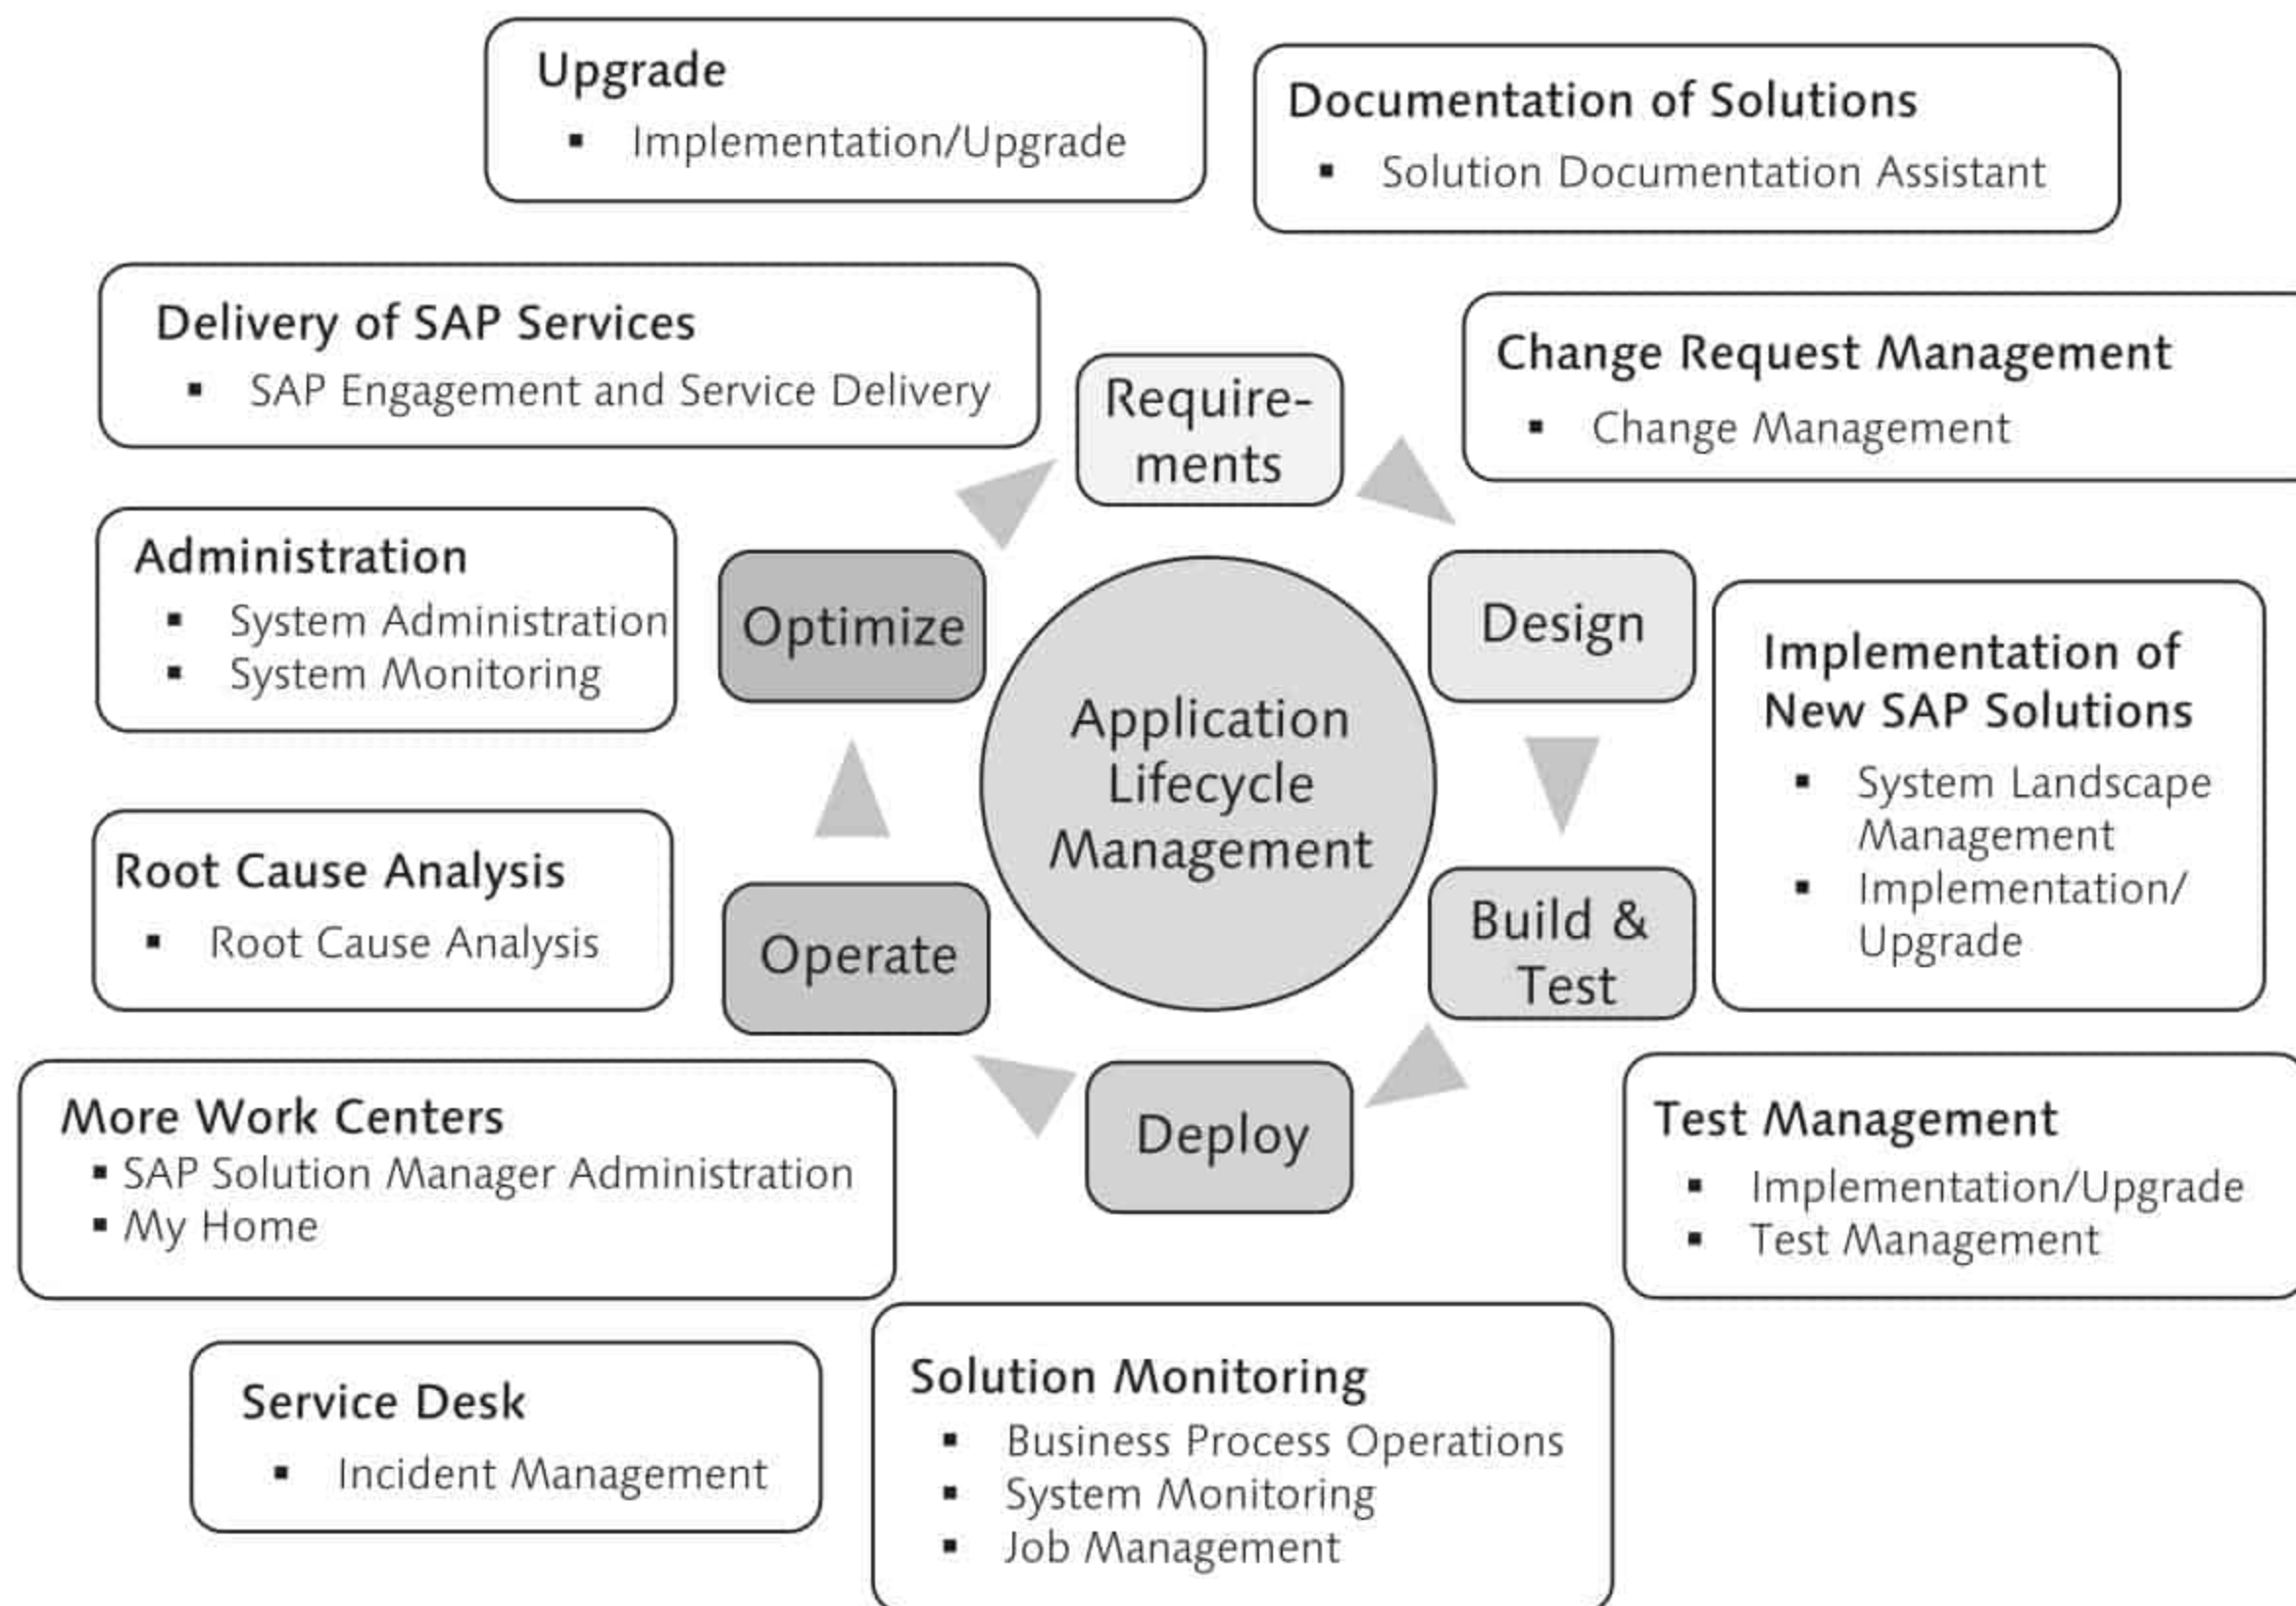 Upgrade
▪ Implementation/Upgrade
Documentation of Solutions
▪ Solution Documentation Assistant
Delivery of SAP Services
▪ SAP Engagement and Service Delivery
Change Request Management
▪ Change Management
Require-
ments
Administration
▪ System Administration
▪ System Monitoring
Optimize
Design
Application
Lifecycle
Management
Implementation of
New SAP Solutions
▪ System Landscape
Management
▪ Implementation/
Upgrade
Root Cause Analysis
▪ Root Cause Analysis
Operate
Build &
Test
More Work Centers
▪ SAP Solution Manager Administration
▪ My Home
Deploy
Test Management
▪ Implementation/Upgrade
▪ Test Management
Service Desk
▪ Incident Management
Solution Monitoring
▪ Business Process Operations
▪ System Monitoring
▪ Job Management